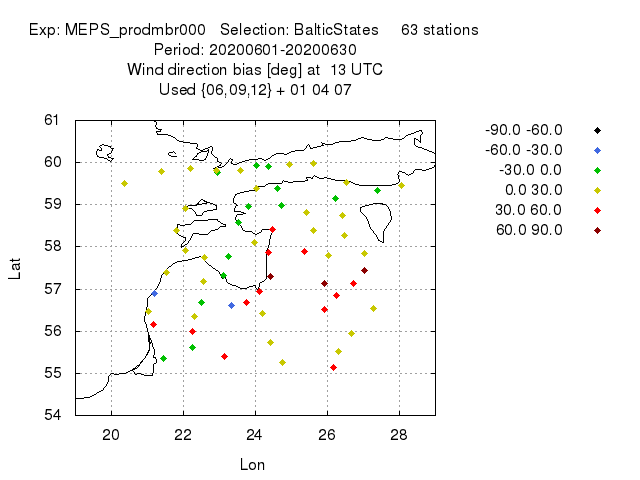 Exp: MEPS_prodmbr000   Selection: BalticStates     63 stations
Period: 20200601-20200630
Wind direction bias [deg] at  13 UTC
Used {06,09,12} + 01 04 07
61
60
59
58
57
56
55
54
Lat
20 22 24 26 28
Lon
-90.0 -60.0
-60.0 -30.0
-30.0 0.0
0.0 30.0
30.0 60.0
60.0 90.0